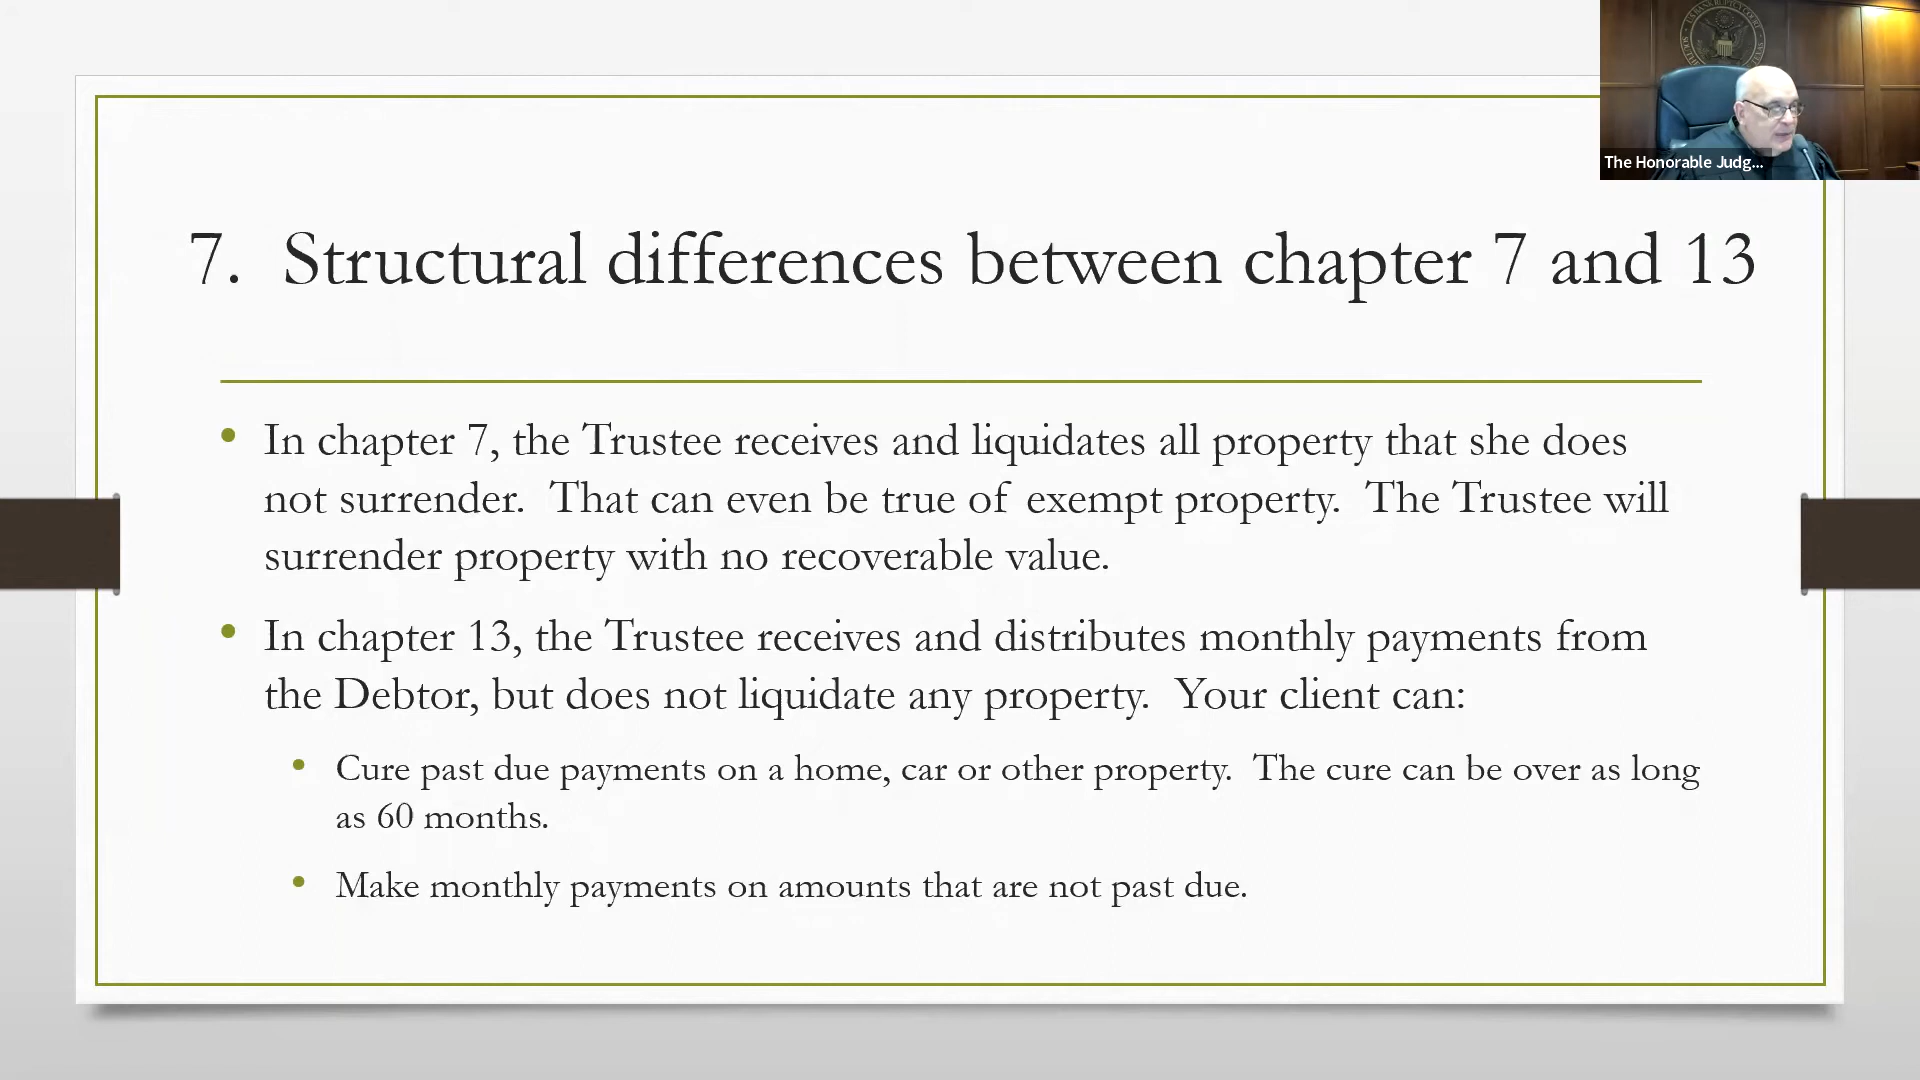 The Honorable Judg...
7. Structural differences between chapter 7 and 13
• In chapter 7, the Trustee receives and liquidates all property that she does
not surrender. That can even be true of exempt property. The Trustee will
surrender property with no recoverable value.
• In chapter 13, the Trustee receives and distributes monthly payments from
the Debtor, but does not liquidate any property. Your client can:
• Cure past due payments on a home, car or other property. The cure can be over as long
as 60 months.
• Make monthly payments on amounts that are not past due.